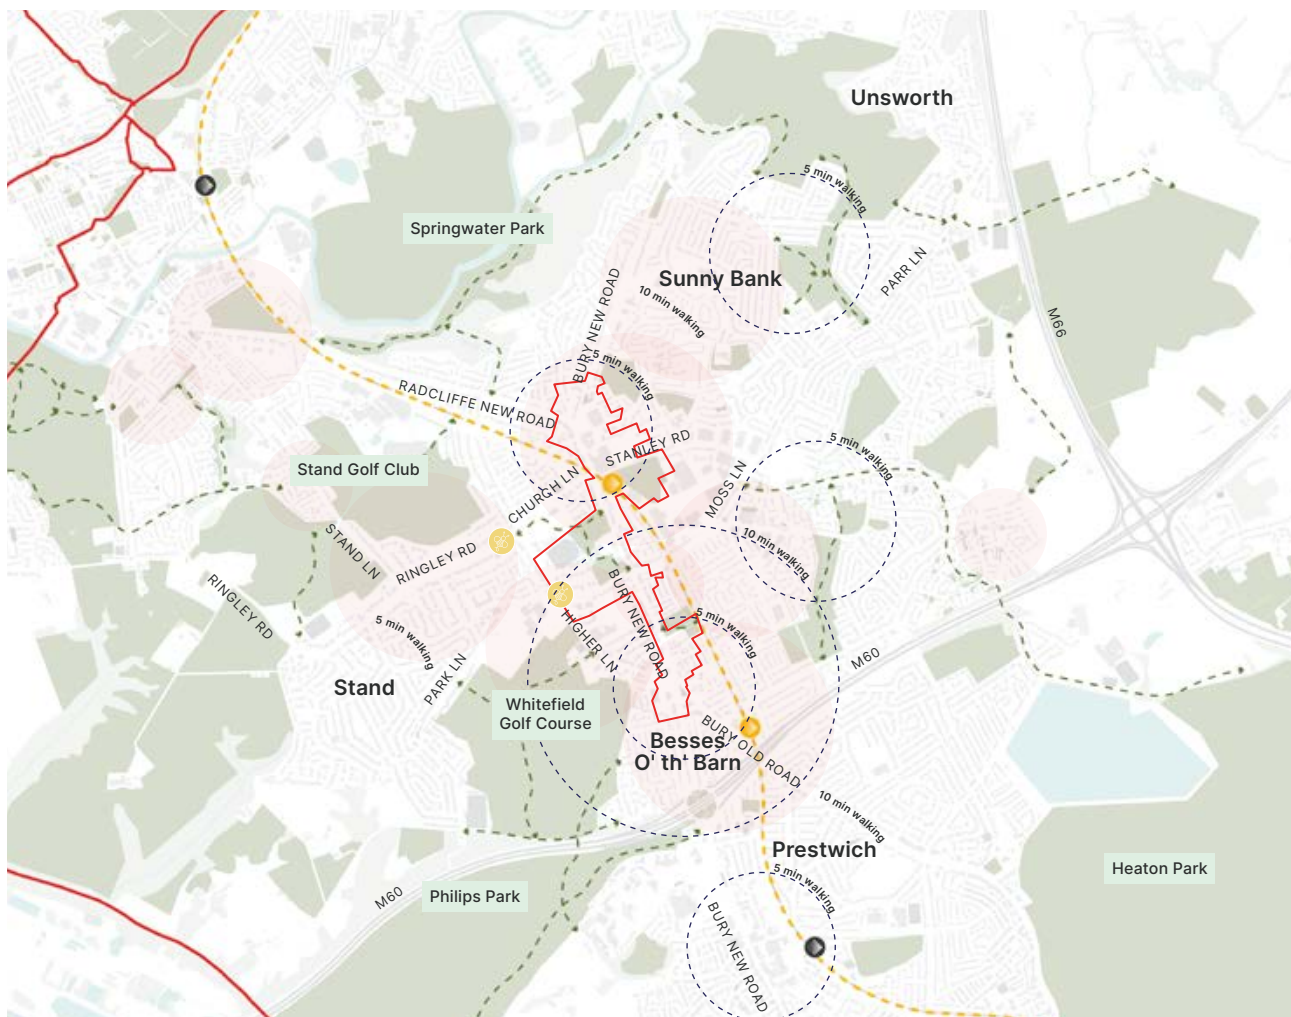 Unsworth
5 min walking
Springwater Park
PARR LN
Sunny Bank
BURY NEW ROAD
10 min walking
M66
5 min walking
RADCLIFFE NEW ROAD
STANLEY RD
5 min walking
Stand Golf Club
CHURCH LN
MOSS LN
STAND LN
RINGLEY RD
10 min walking
RINGLEY RD
BURY NEW ROAD
HIGHER LN
5 min walking
5 min walking
M60
PARK LN
Stand
Whitefield
Golf Course
BURY OLD ROAD
Besses
O' th' Barn
10 min walking
Prestwich
Heaton Park
M60
Philips Park
5 min walking
BURY NEW ROAD